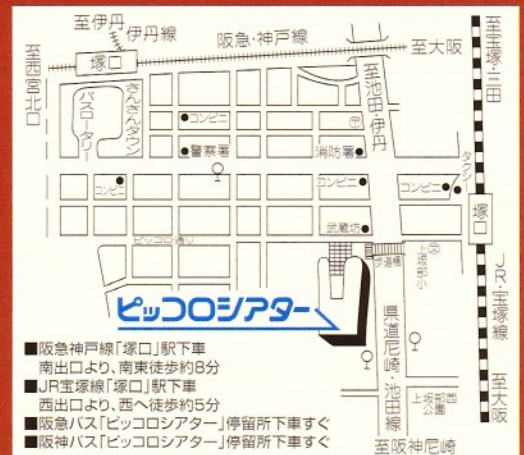 至伊丹
伊丹線
阪急・神戸線
至大阪
塚口
至西宮北口
バスロータリー
さんさんタウン
コンビニ
警察署
消防署
至池田・伊丹
至宝塚・三田
コンビニ
コンビニ
コンビニ
タクシー
塚口
武蔵坊
ピッコロ通り
歩道橋
上坂部小
ピッコロシアター
県道尼崎・池田線
JR・宝塚線
至大阪
上坂部西公園
至阪神尼崎
■阪急神戸線「塚口」駅下車
南出口より、南東徒歩約8分
■JR宝塚線「塚口」駅下車
西出口より、西へ徒歩約5分
■阪急バス「ピッコロシアター」停留所下車すぐ
■阪神バス「ピッコロシアター」停留所下車すぐ